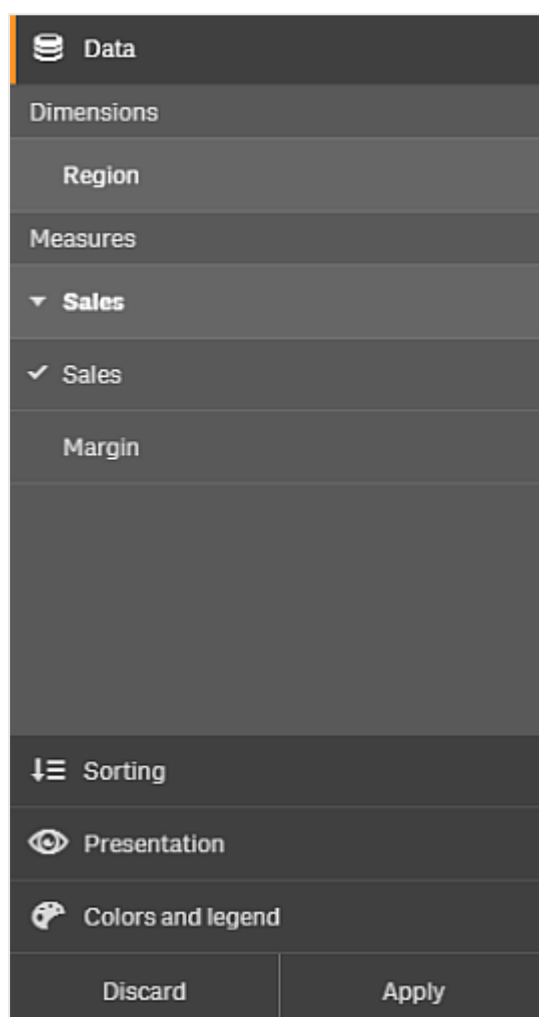 Data
Dimensions
Region
Measures
Sales
Sales
Margin
Sorting
Presentation
Colors and legend
Discard Apply